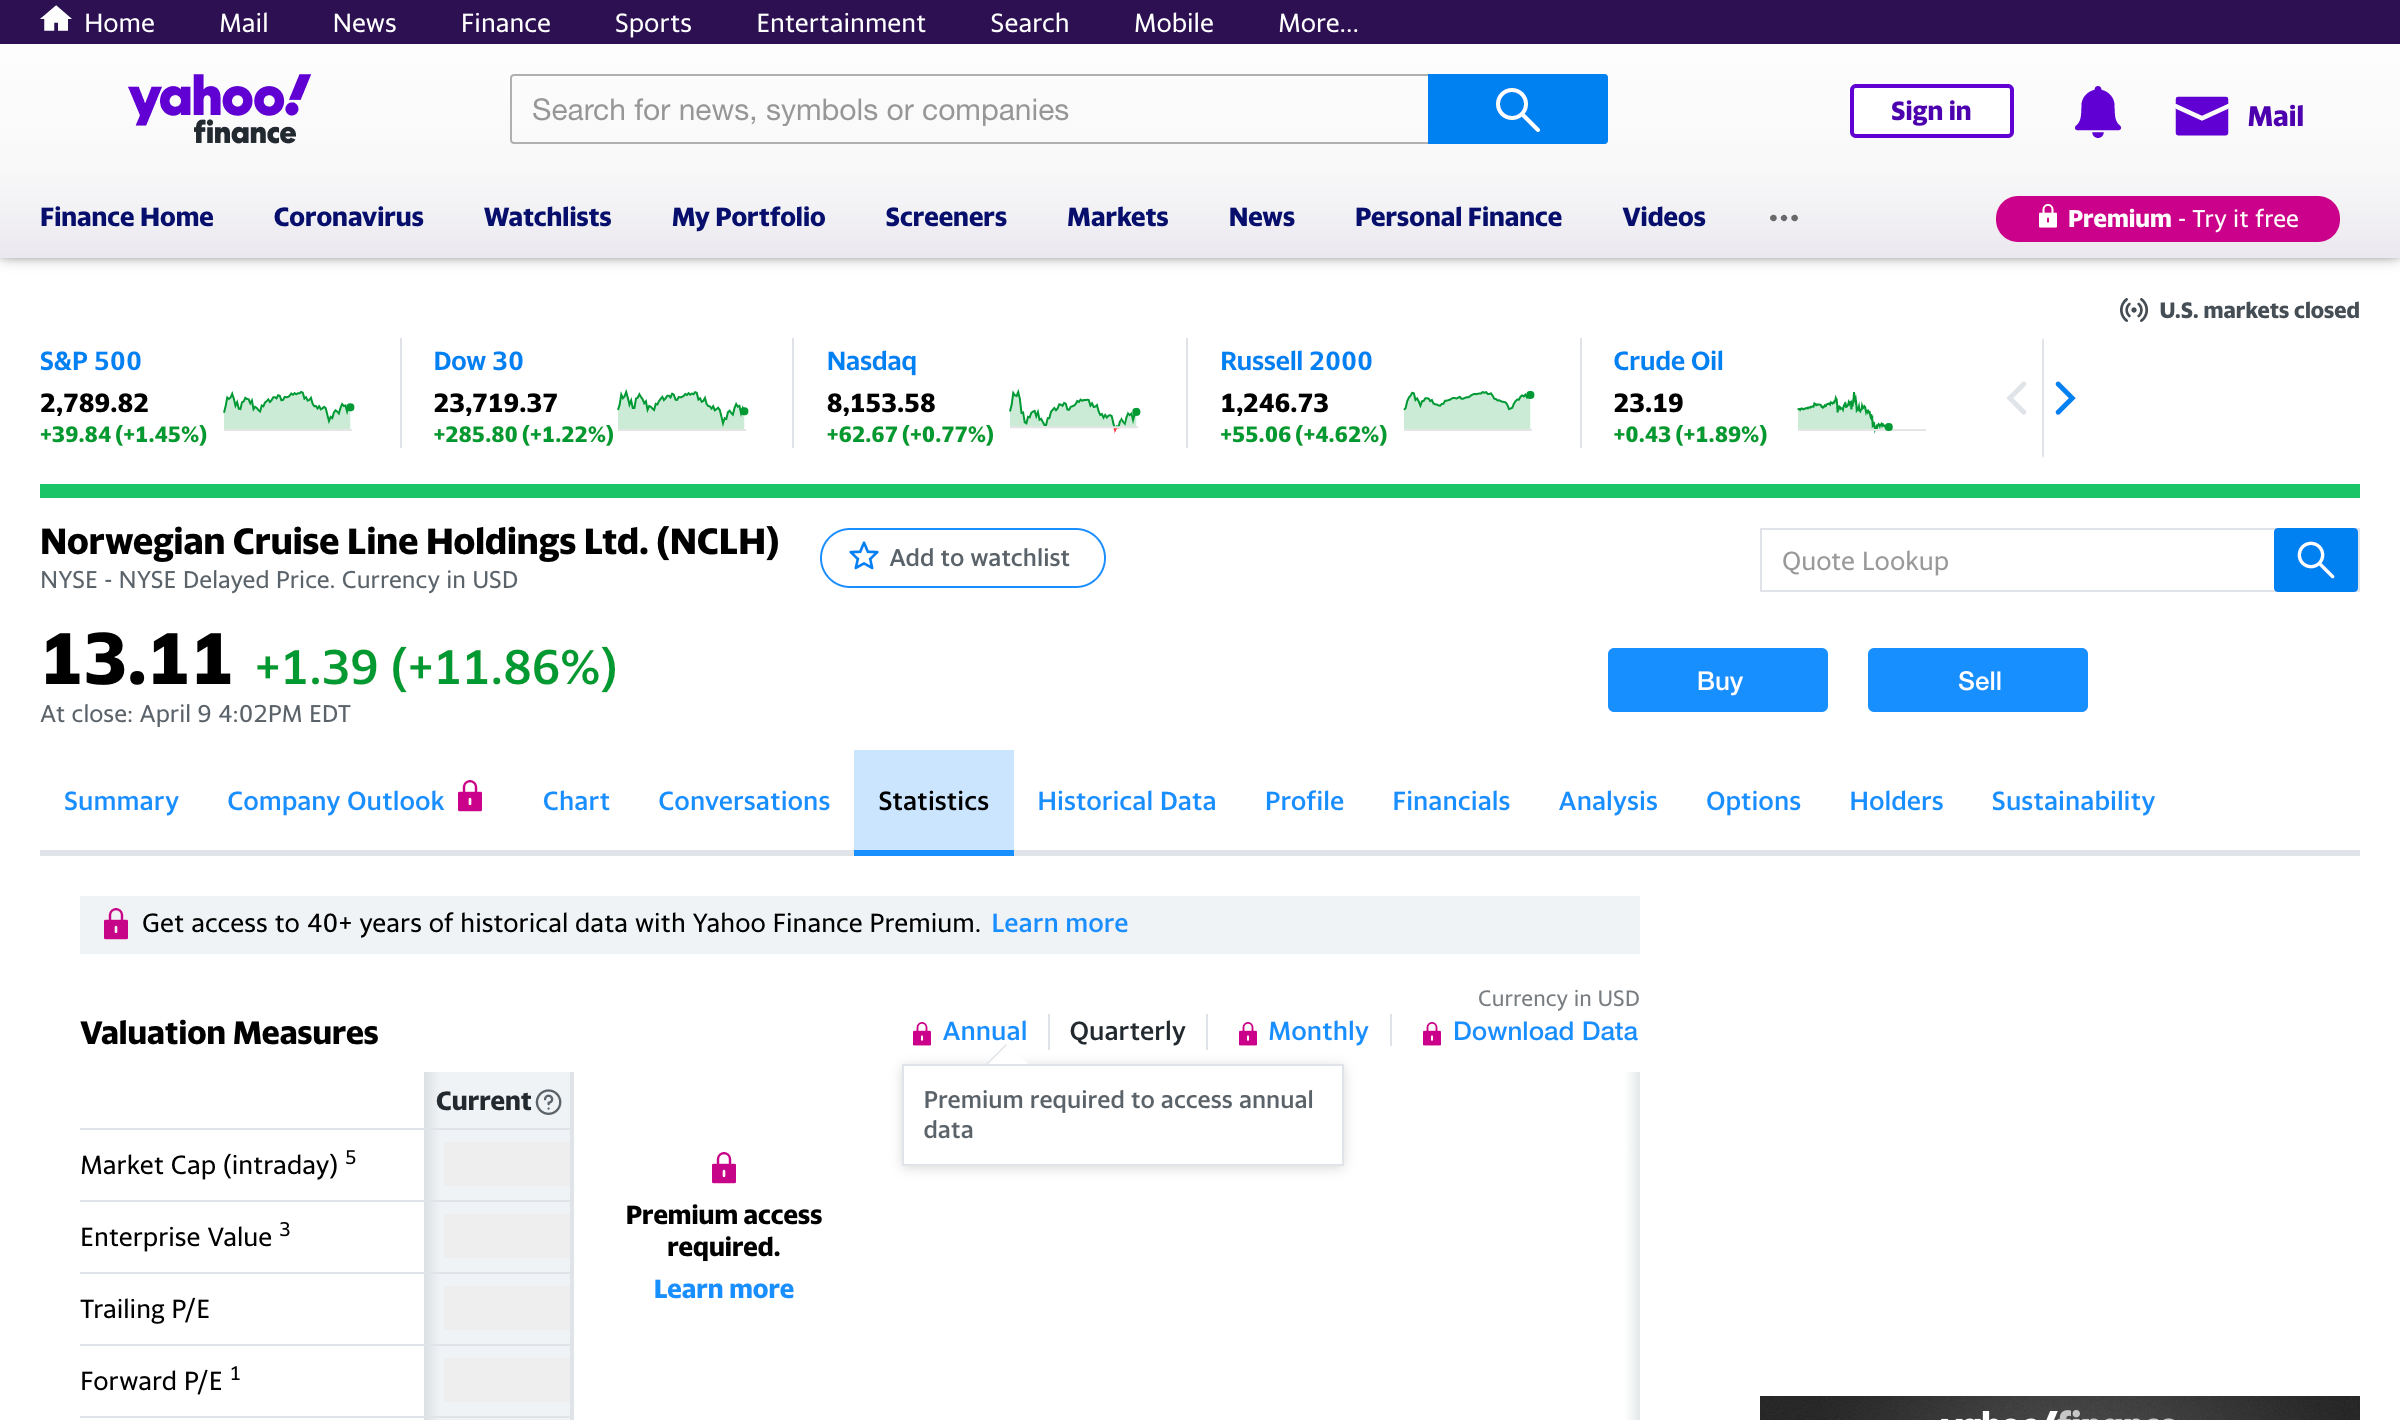 Home Mail News Finance Sports Entertainment Search Mobile More...
yahoo!
finance
Search for news, symbols or companies
Sign in
Mail
Finance Home Coronavirus Watchlists My Portfolio Screeners Markets News Personal Finance Videos ...
Premium - Try it free
U.S. markets closed
S&P 500
2,789.82
+39.84 (+1.45%)
Dow 30
23,719.37
+285.80 (+1.22%)
Nasdaq
8,153.58
+62.67 (+0.77%)
Russell 2000
1,246.73
+55.06 (+4.62%)
Crude Oil
23.19
+0.43 (+1.89%)
Norwegian Cruise Line Holdings Ltd. (NCLH)
NYSE - NYSE Delayed Price. Currency in USD
Add to watchlist
Quote Lookup
13.11 +1.39 (+11.86%)
At close: April 9 4:02PM EDT
Buy
Sell
Summary Company Outlook Chart Conversations Statistics Historical Data Profile Financials Analysis Options Holders Sustainability
Get access to 40+ years of historical data with Yahoo Finance Premium. Learn more
Currency in USD
Valuation Measures
Annual Quarterly Monthly Download Data
Premium required to access annual
data
Current ?
Market Cap (intraday) 5
Enterprise Value 3
Trailing P/E
Forward P/E 1
Premium access
required.
Learn more
yahoo/finance